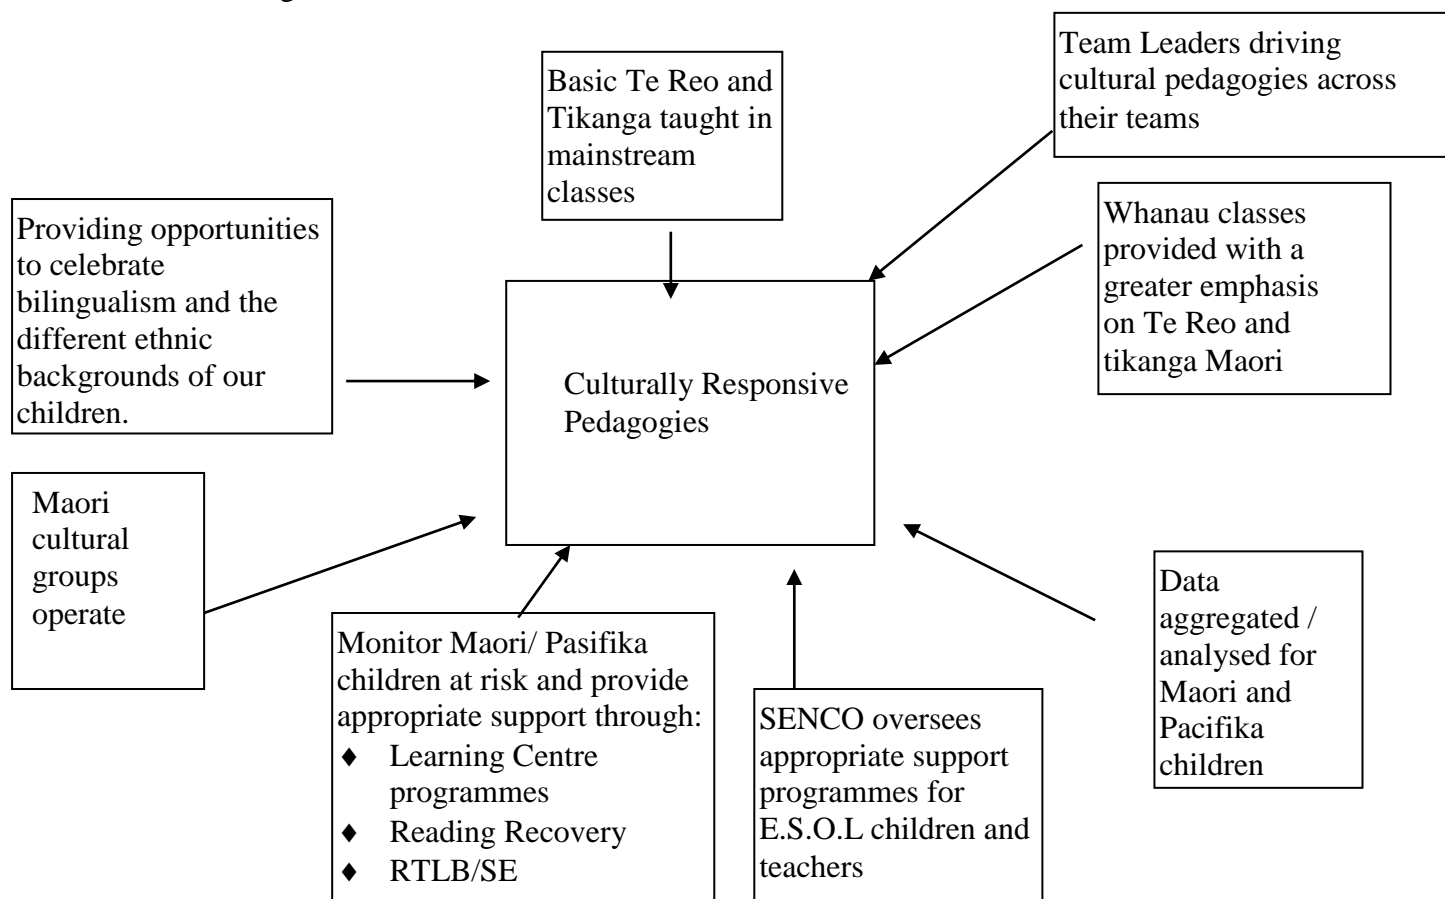 Basic Te Reo and
Tikanga taught in
mainstream
classes
Team Leaders driving
cultural pedagogies across
their teams
Providing opportunities
to celebrate
bilingualism and the
different ethnic
backgrounds of our
children.
Whanau classes
provided with a
greater emphasis
on Te Reo and
tikanga Maori
Culturally Responsive
Pedagogies
Maori
cultural
groups
operate
Monitor Maori/ Pasifika
children at risk and provide
appropriate support through:
♦ Learning Centre
programmes
♦ Reading Recovery
♦ RTLB/SE
SENCO oversees
appropriate support
programmes for
E.S.O.L children and
teachers
Data
aggregated /
analysed for
Maori and
Pacifika
children